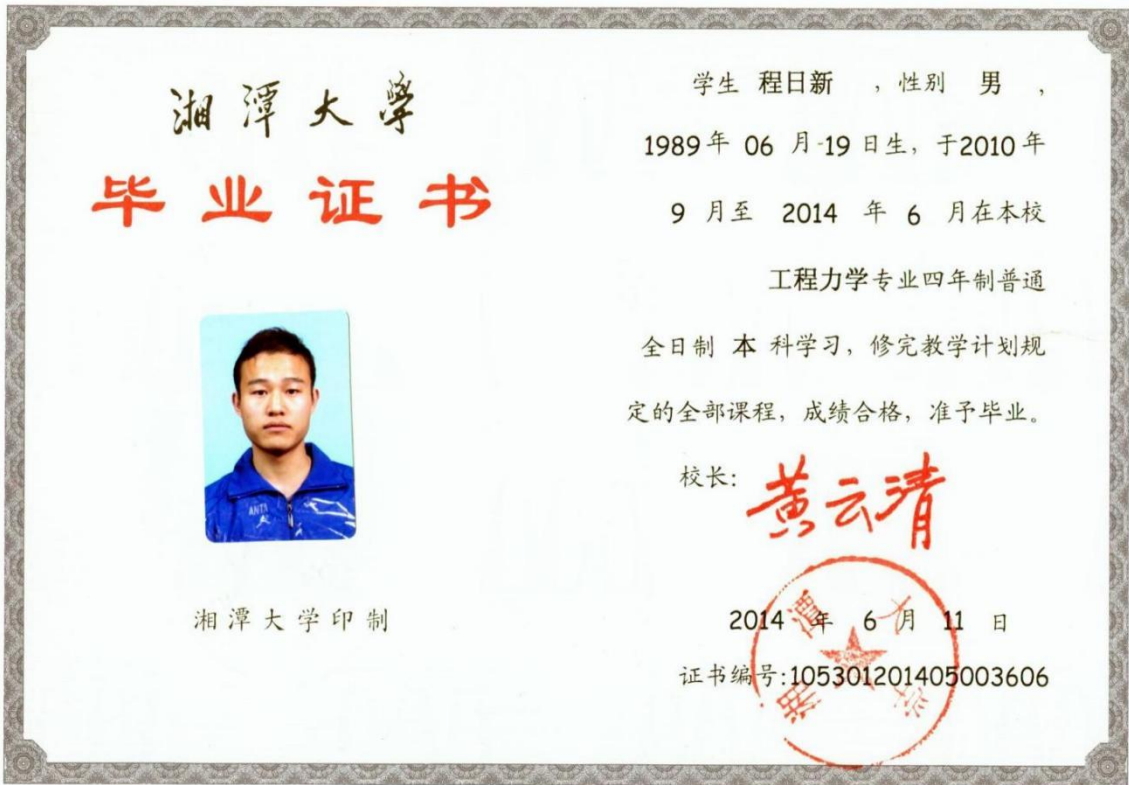 湘潭大學
毕业证书
ANTA
湘潭大学印制
学生 程日新 ，性别 男 ，
1989年 06 月-19 日生，于2010年
9 月至 2014 年 6 月在本校
工程力学专业四年制普通
全日制 本 科学习，修完教学计划规
定的全部课程，成绩合格，准予毕业。
校长：黄云清
2014 年 6 月 11 日
证书编号:105301201405003606
湘潭大学